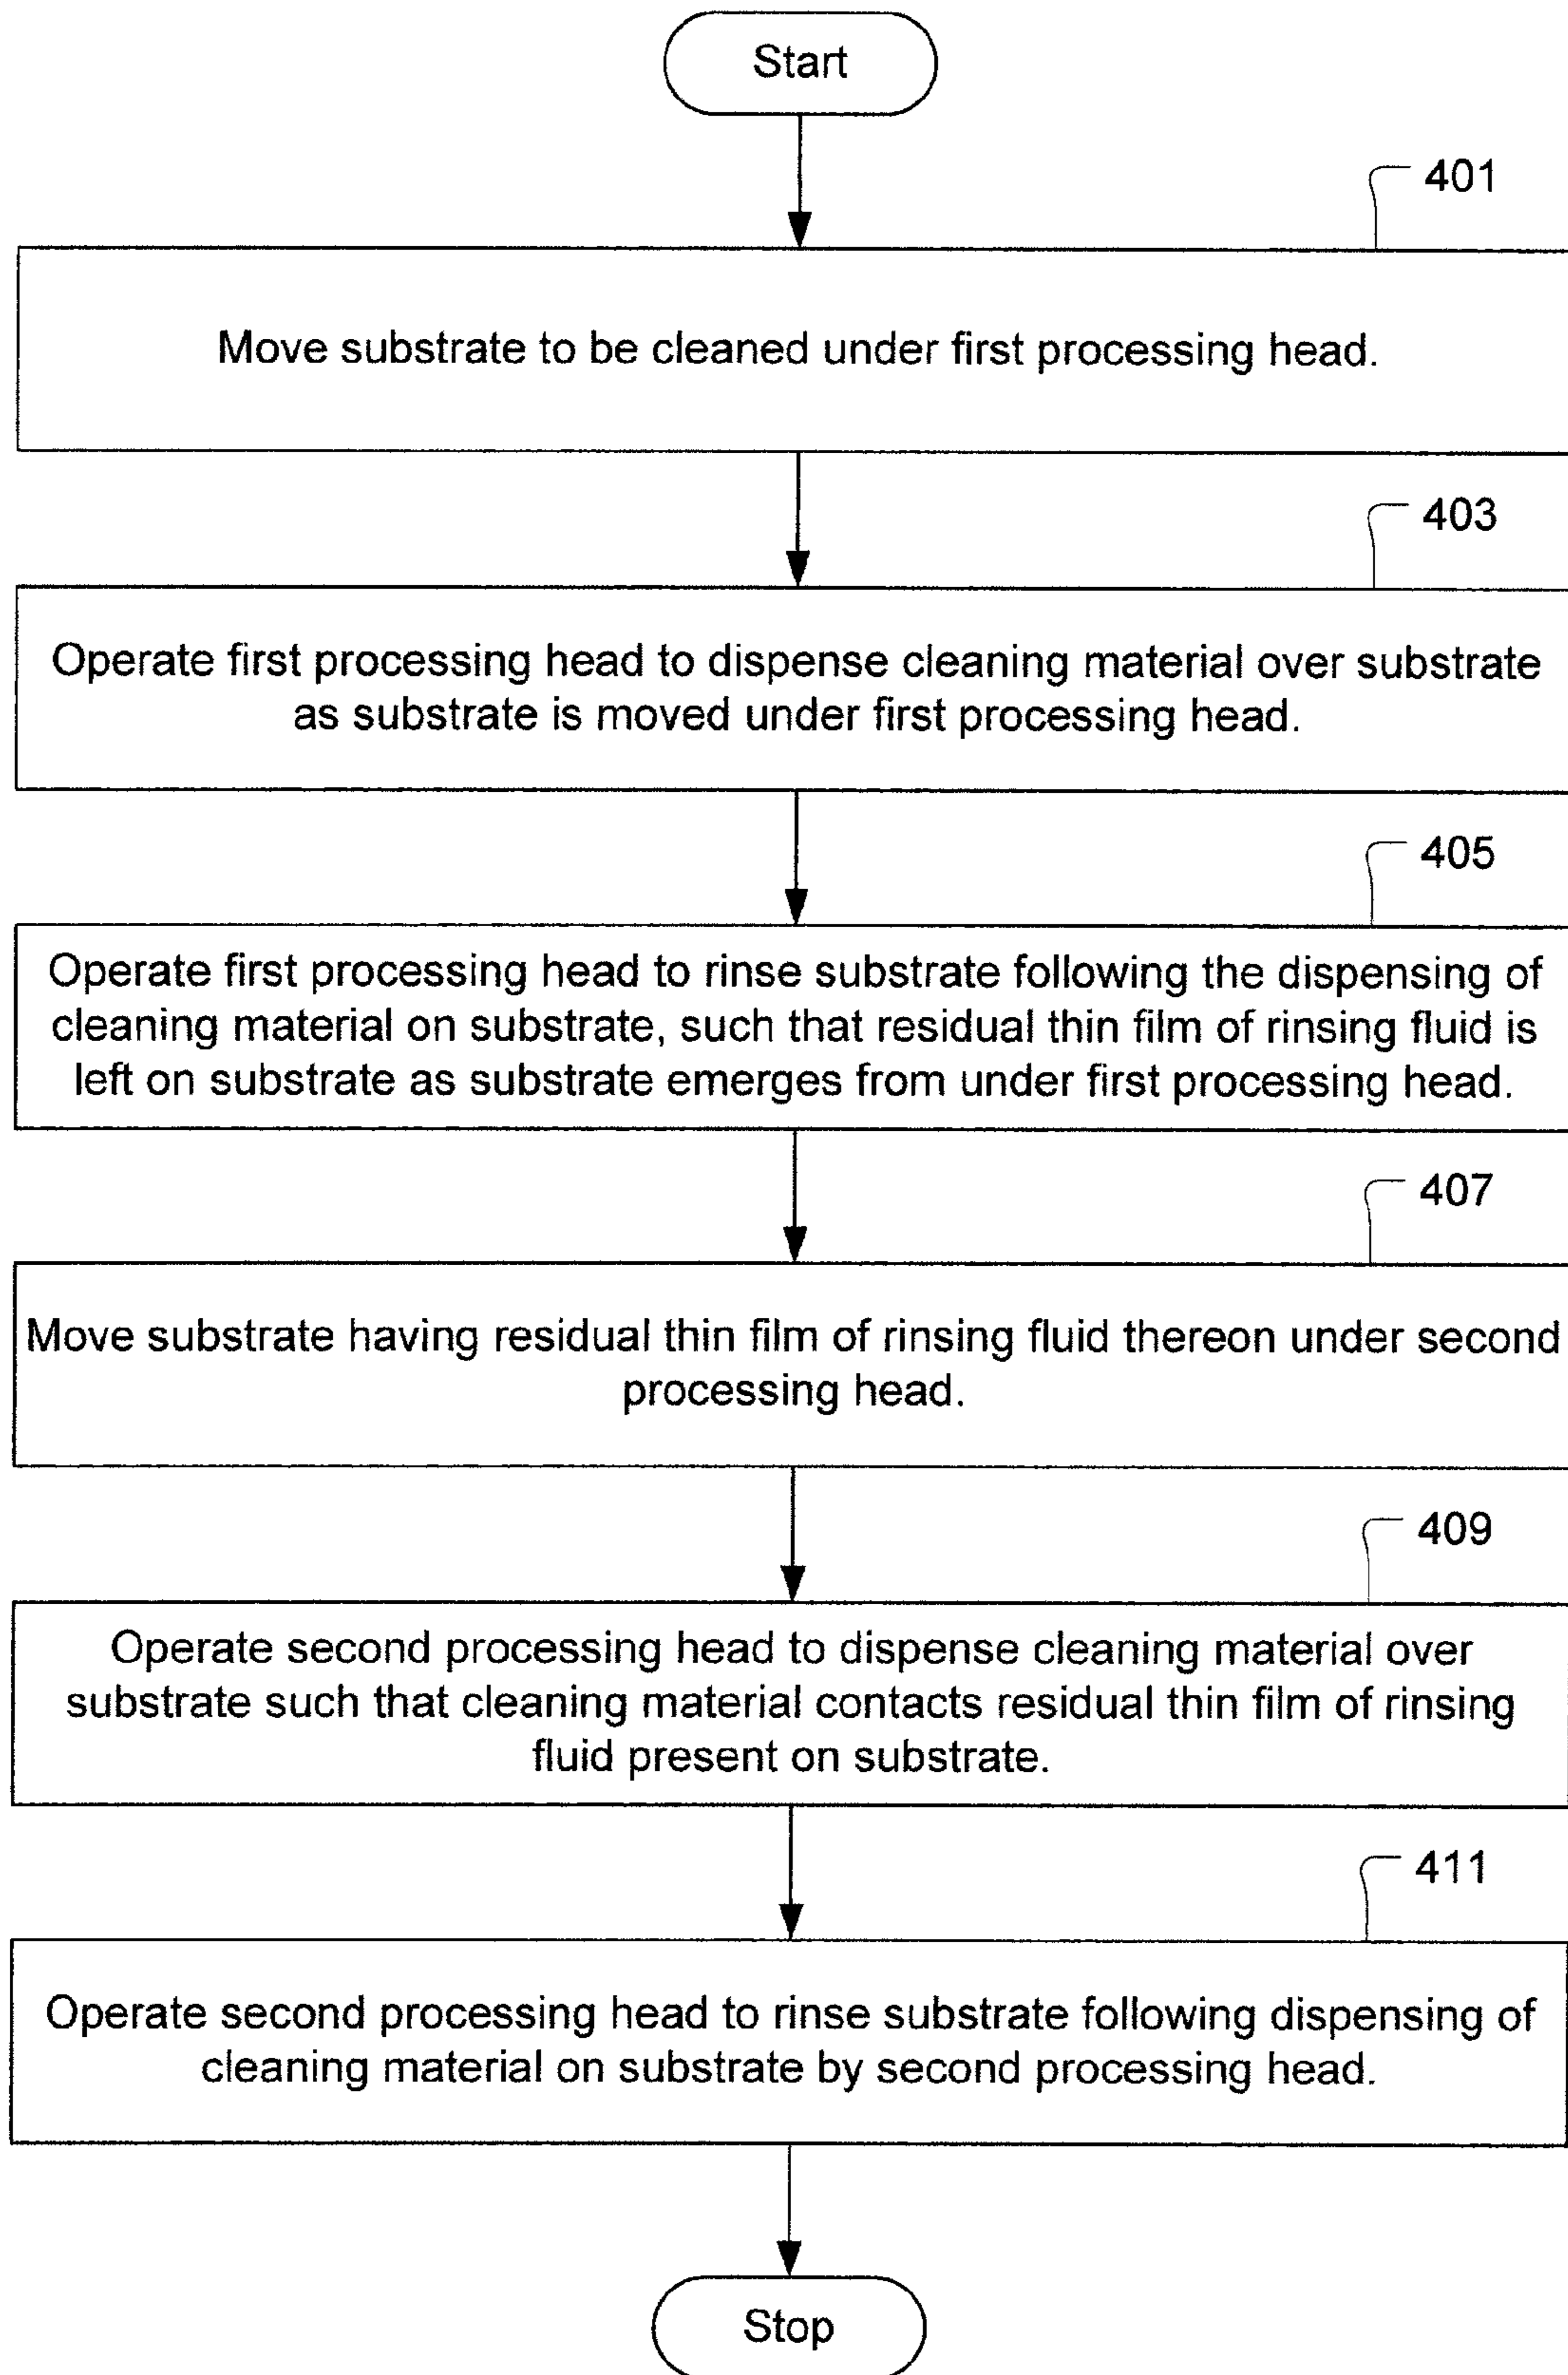 Start
401
Move substrate to be cleaned under first processing head.
403
Operate first processing head to dispense cleaning material over substrate
as substrate is moved under first processing head.
405
Operate first processing head to rinse substrate following the dispensing of
cleaning material on substrate, such that residual thin film of rinsing fluid is
left on substrate as substrate emerges from under first processing head.
407
Move substrate having residual thin film of rinsing fluid thereon under second
processing head.
409
Operate second processing head to dispense cleaning material over
substrate such that cleaning material contacts residual thin film of rinsing
fluid present on substrate.
411
Operate second processing head to rinse substrate following dispensing of
cleaning material on substrate by second processing head.
Stop